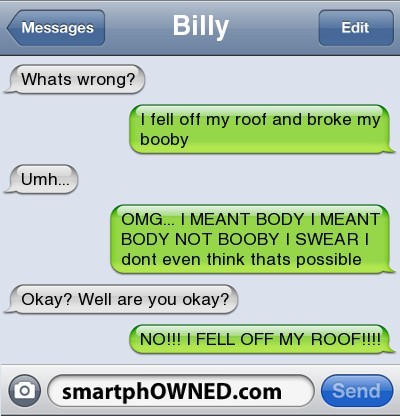 Messages
Billy
Edit
Whats wrong?
I fell off my roof and broke my
booby
Umh...
OMG... I MEANT BODY I MEANT
BODY NOT BOOBY I SWEAR I
dont even think thats possible
Okay? Well are you okay?
NO!!! I FELL OFF MY ROOF!!!!
smartphOWNED.com
Send